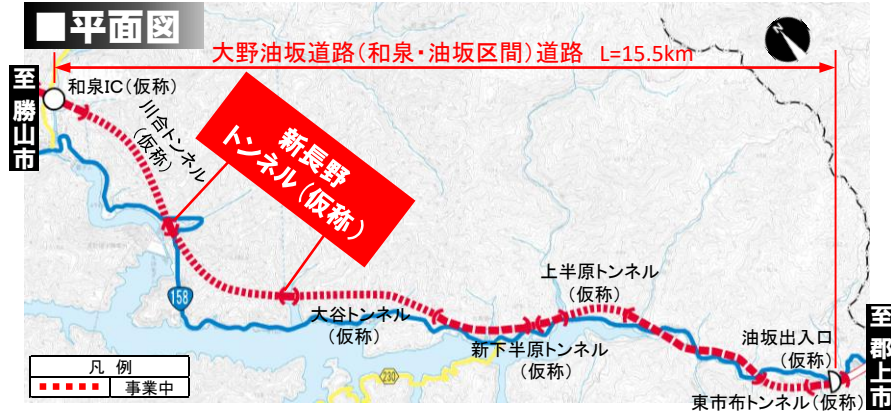 ■平面図
大野油坂道路(和泉・油坂区間)道路 L=15.5km
至 勝山市
和泉IC(仮称)
川合トンネル
(仮称)
新長野
トンネル(仮称)
158
大谷トンネル
(仮称)
上半原トンネル
(仮称)
新下半原トンネル
(仮称)
230
油坂出入口
(仮称)
東市布トンネル(仮称)
至 郡上市
凡 例
事業中